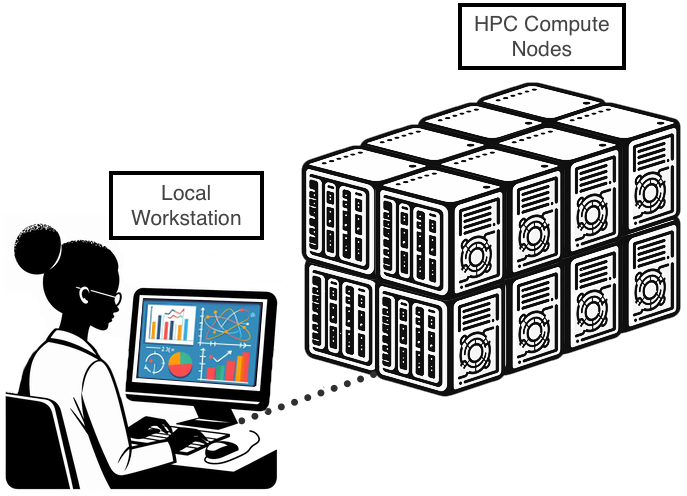 HPC Compute
Nodes
Local
Workstation